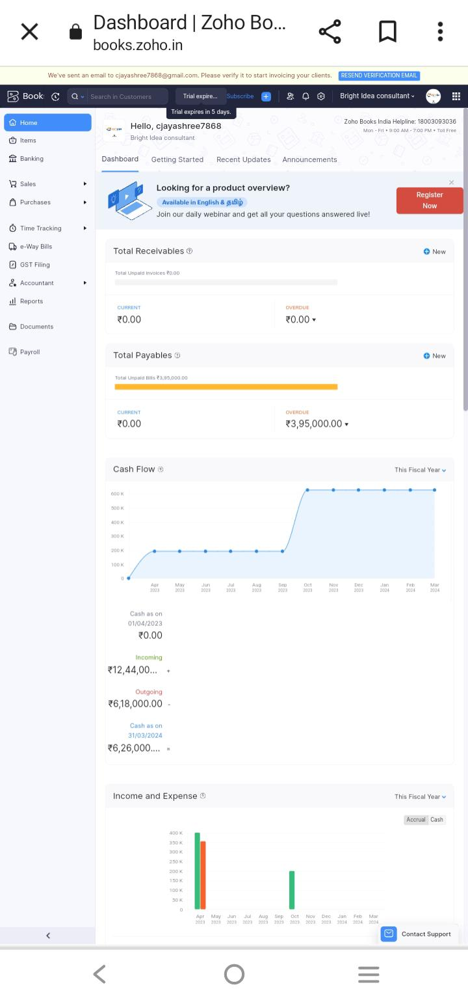 Dashboard | Zoho Bo...
books.zoho.in
We've sent an email to cjayashree7868@gmail.com. Please verify it to start invoicing your clients. RESEND VERIFICATION EMAIL
Book Search in Customers Trial expire... Subscribe Bright Idea consultant
Trial expires in 5 days.
Home
Items
Banking
Sales
Purchases
Time Tracking
e-Way Bills
GST Filing
Accountant
Reports
Documents
Payroll
Hello, cjayashree7868
Bright Idea consultant
Zoho Books India Helpline: 18003093036
Mon - Fri • 9:00 AM - 7:00 PM • Toll Free
Dashboard Getting Started Recent Updates Announcements
Looking for a product overview?
Available in English & தமிழ்
Join our daily webinar and get all your questions answered live!
Register
Now
Total Receivables New
Total Unpaid Invoices ₹0.00
CURRENT OVERDUE
₹0.00 ₹0.00
Total Payables New
Total Unpaid Bills ₹3,95,000.00
CURRENT OVERDUE
₹0.00 ₹3,95,000.00
Cash Flow This Fiscal Year
600 K
500 K
400 K
300 K
200 K
100 K
0
Apr May Jun Jul Aug Sep Oct Nov Dec Jan Feb Mar
2023 2023 2023 2023 2023 2023 2023 2023 2023 2024 2024 2024
Cash as on
01/04/2023
₹0.00
Incoming
₹12,44,00... +
Outgoing
₹6,18,000.00 -
Cash as on
31/03/2024
₹6,26,000.... =
Income and Expense This Fiscal Year
Accrual Cash
400 K
350 K
300 K
250 K
200 K
150 K
100 K
50 K
0
Apr May Jun Jul Aug Sep Oct Nov Dec Jan Feb Mar
2023 2023 2023 2023 2023 2023 2023 2023 2023 2024 2024 2024
Contact Support